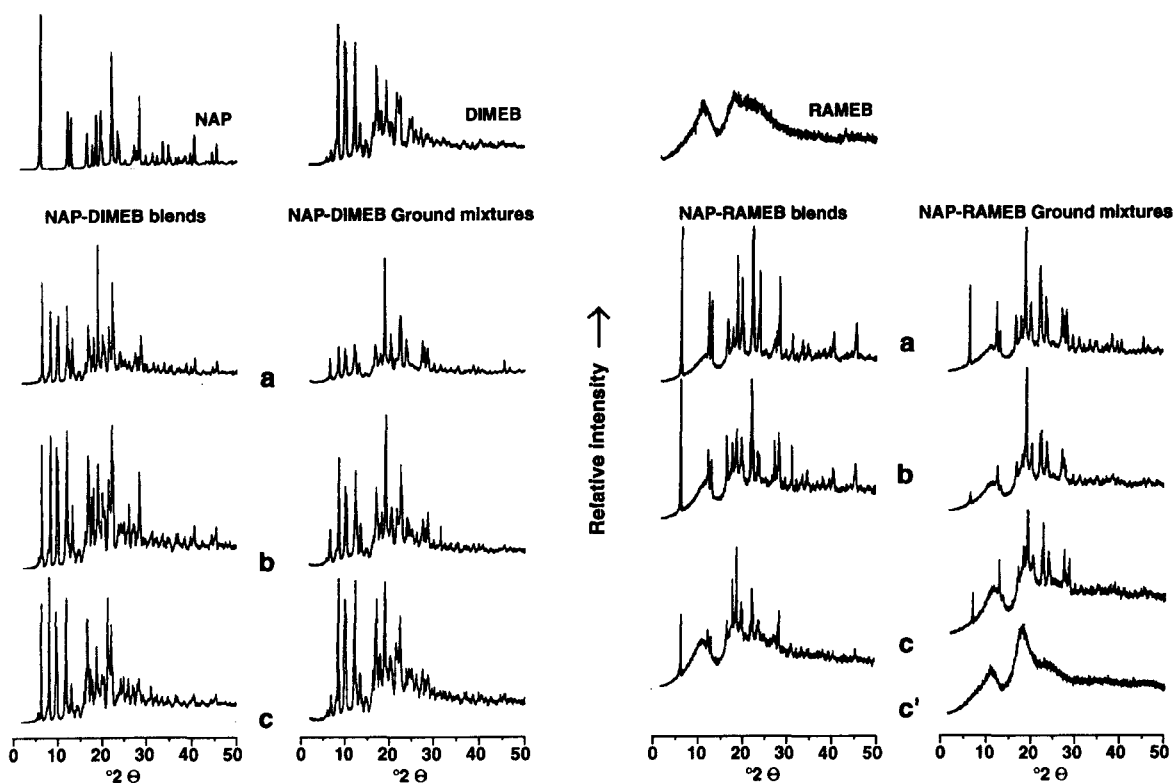 NAP
DIMEB
RAMEB
NAP-DIMEB blends
NAP-DIMEB Ground mixtures
NAP-RAMEB blends
NAP-RAMEB Ground mixtures
a
a
b
b
c
c
c'
Relative intensity →
0 10 20 30 40 50
°2 Θ
0 10 20 30 40 50
°2 Θ
0 10 20 30 40 50
°2 Θ
0 10 20 30 40 50
°2 Θ